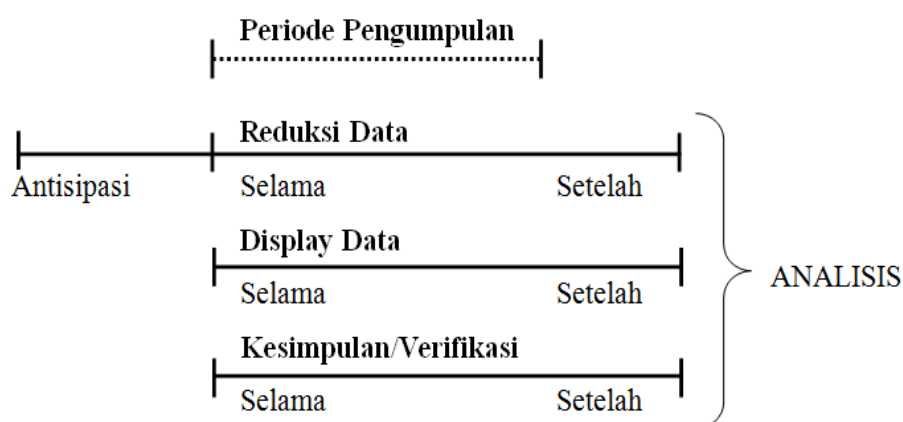 Periode Pengumpulan
Reduksi Data
Antisipasi Selama Setelah
Display Data
Selama Setelah
ANALISIS
Kesimpulan/Verifikasi
Selama Setelah